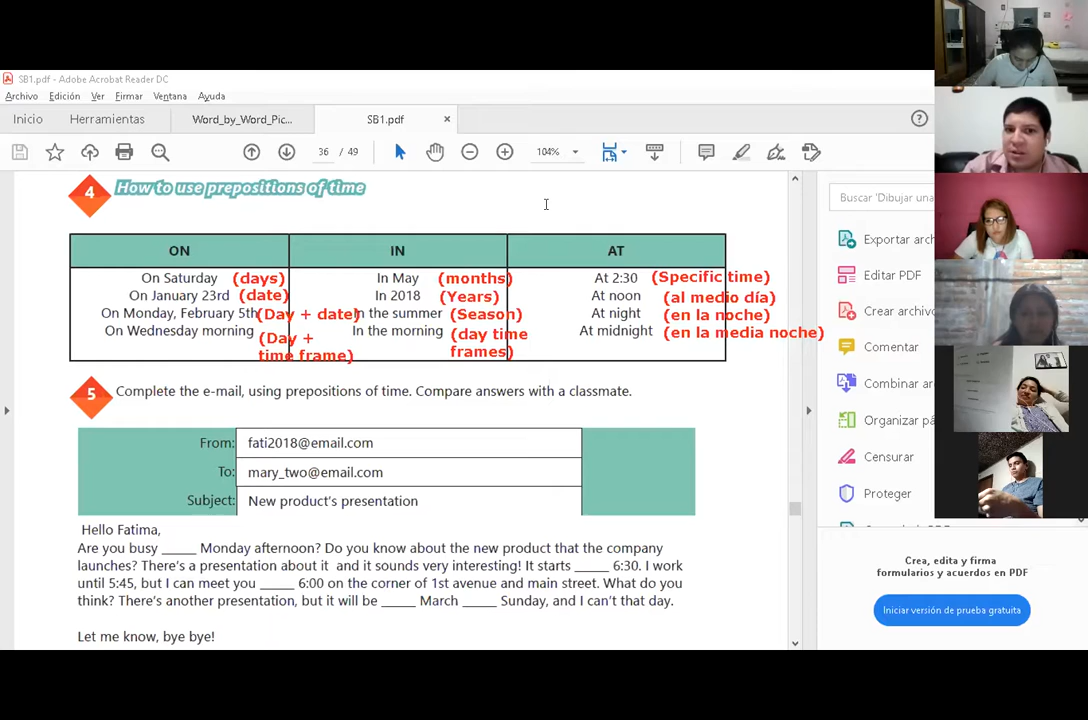 SB1.pdf - Adobe Acrobat Reader DC
Archivo Edición Ver Firmar Ventana Ayuda
Inicio Herramientas Word_by_Word_Pic... SB1.pdf ×
36 / 49 104%
4 How to use prepositions of time
ON IN AT
On Saturday (days) In May (months) At 2:30 (Specific time)
On January 23rd (date) In 2018 (Years) At noon (al medio día)
On Monday, February 5th (Day + date) In the summer (Season) At night (en la noche)
On Wednesday morning (Day + In the morning (day time At midnight (en la media noche)
time frame) frames)
5 Complete the e-mail, using prepositions of time. Compare answers with a classmate.
From: fati2018@email.com
To: mary_two@email.com
Subject: New product's presentation
Hello Fatima,
Are you busy _____ Monday afternoon? Do you know about the new product that the company
launches? There's a presentation about it and it sounds very interesting! It starts _____ 6:30. I work
until 5:45, but I can meet you _____ 6:00 on the corner of 1st avenue and main street. What do you
think? There's another presentation, but it will be _____ March _____ Sunday, and I can't that day.
Let me know, bye bye!
Buscar 'Dibujar una
Exportar arch
Editar PDF
Crear archivo
Comentar
Combinar ar
Organizar pá
Censurar
Proteger
Crea, edita y firma
formularios y acuerdos en PDF
Iniciar versión de prueba gratuita